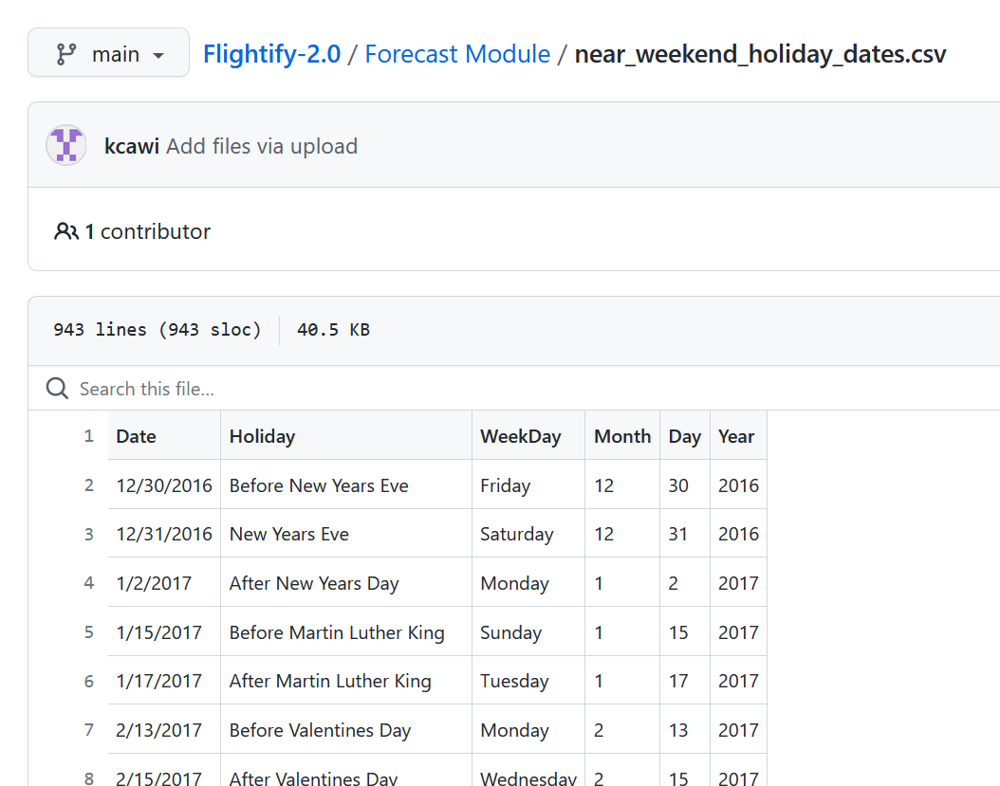 main
Flightify-2.0 / Forecast Module / near_weekend_holiday_dates.csv
kcawi Add files via upload
1 contributor
943 lines (943 sloc) 40.5 KB
Search this file...
1 Date Holiday WeekDay Month Day Year
2 12/30/2016 Before New Years Eve Friday 12 30 2016
3 12/31/2016 New Years Eve Saturday 12 31 2016
4 1/2/2017 After New Years Day Monday 1 2 2017
5 1/15/2017 Before Martin Luther King Sunday 1 15 2017
6 1/17/2017 After Martin Luther King Tuesday 1 17 2017
7 2/13/2017 Before Valentines Day Monday 2 13 2017
8 2/15/2017 After Valentines Day Wednesday 2 15 2017